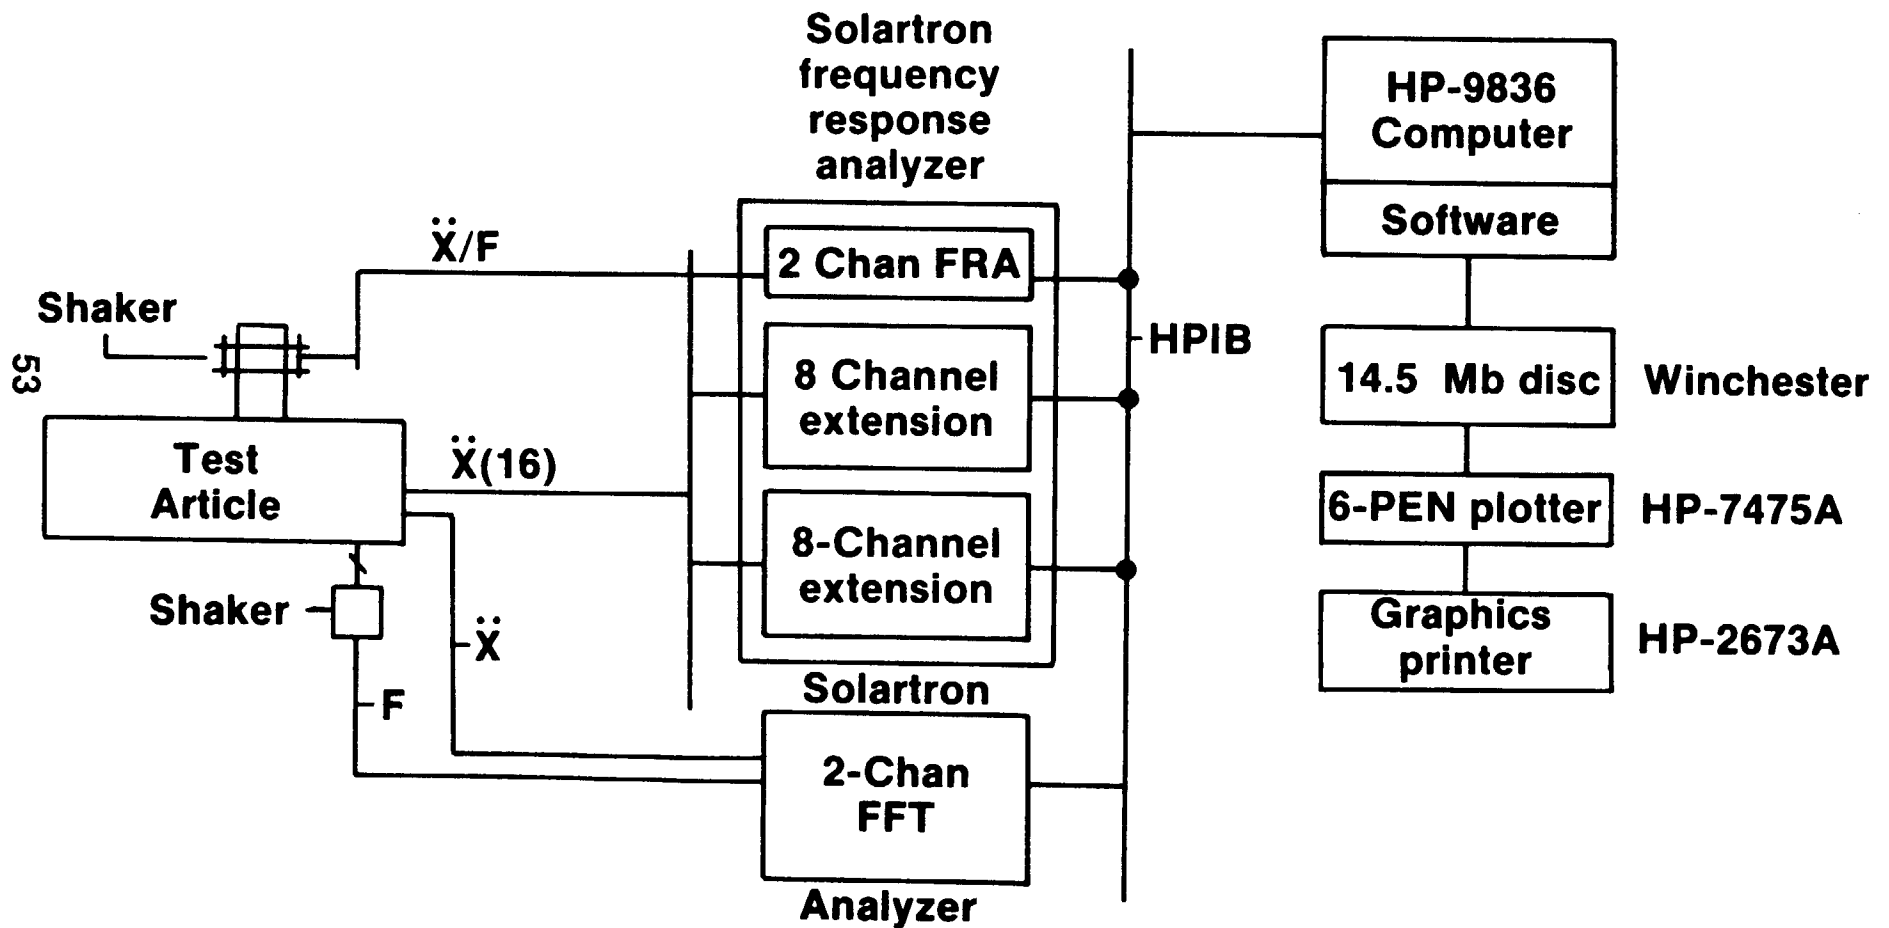 Solartron
frequency
response
analyzer
HP-9836
Computer
Software
Ẍ/F
2 Chan FRA
Shaker
HPIB
53
8 Channel
extension
14.5 Mb disc
Winchester
Test
Article
Ẍ(16)
6-PEN plotter
HP-7475A
8-Channel
extension
Shaker
Ẍ
Graphics
printer
HP-2673A
F
Solartron
2-Chan
FFT
Analyzer